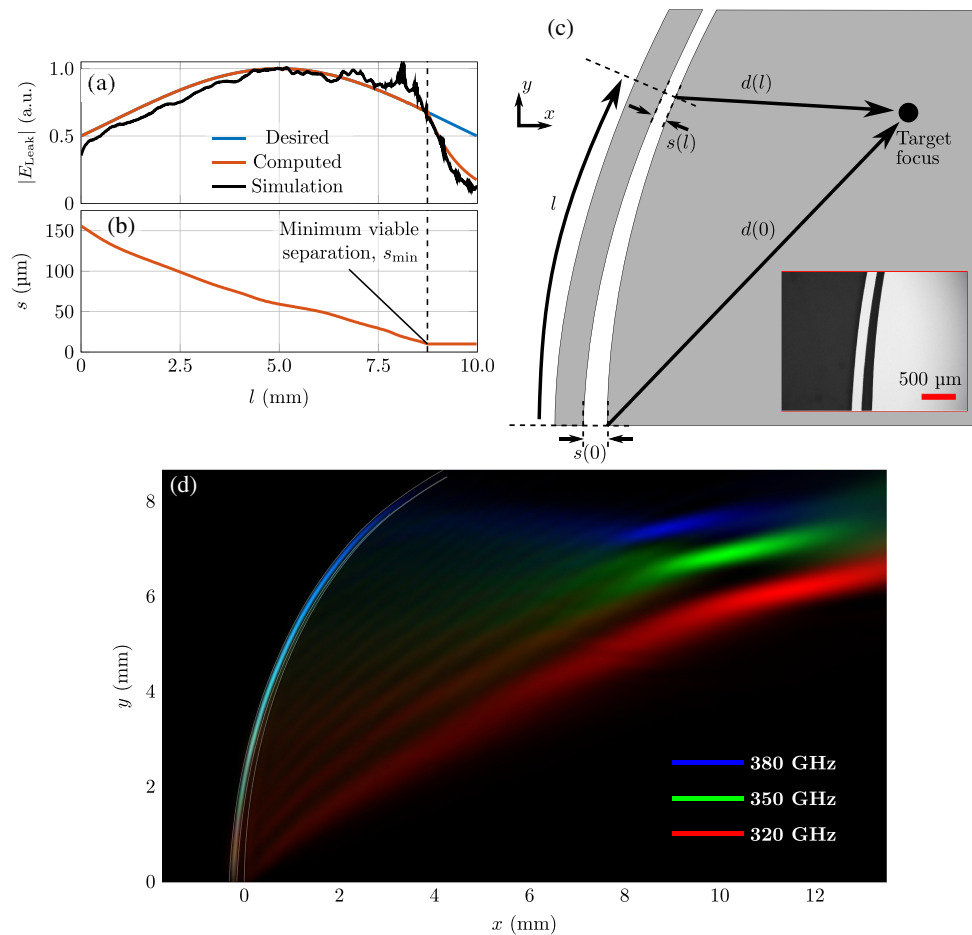 (a)
|E_Leak| (a.u.)
1.0
0.5
0
Desired
Computed
Simulation
(b)
s (µm)
150
100
50
0
Minimum viable
separation, s_min
0
2.5
5.0
7.5
10.0
l (mm)
(c)
y
x
l
s(l)
d(l)
Target
focus
d(0)
s(0)
500 µm
(d)
y (mm)
8
6
4
2
0
380 GHz
350 GHz
320 GHz
0
2
4
6
8
10
12
x (mm)